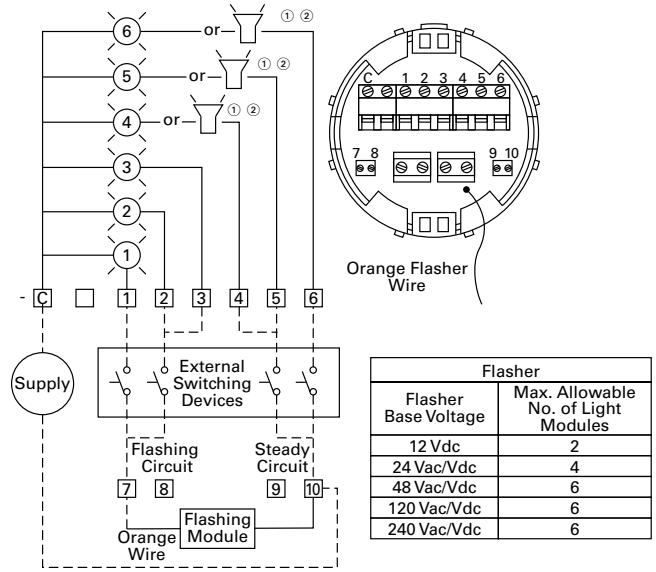 6 or ① ②
5 or ① ②
4 or ① ②
3
2
1
- C 1 2 3 4 5 6
Supply
External
Switching
Devices
Flashing
Circuit
Steady
Circuit
7 8 9 10
Orange
Wire
Flashing
Module
C 1 2 3 4 5 6
7 8 9 10
Orange Flasher
Wire
Flasher
Flasher
Base Voltage
Max. Allowable
No. of Light
Modules
12 Vdc 2
24 Vac/Vdc 4
48 Vac/Vdc 6
120 Vac/Vdc 6
240 Vac/Vdc 6